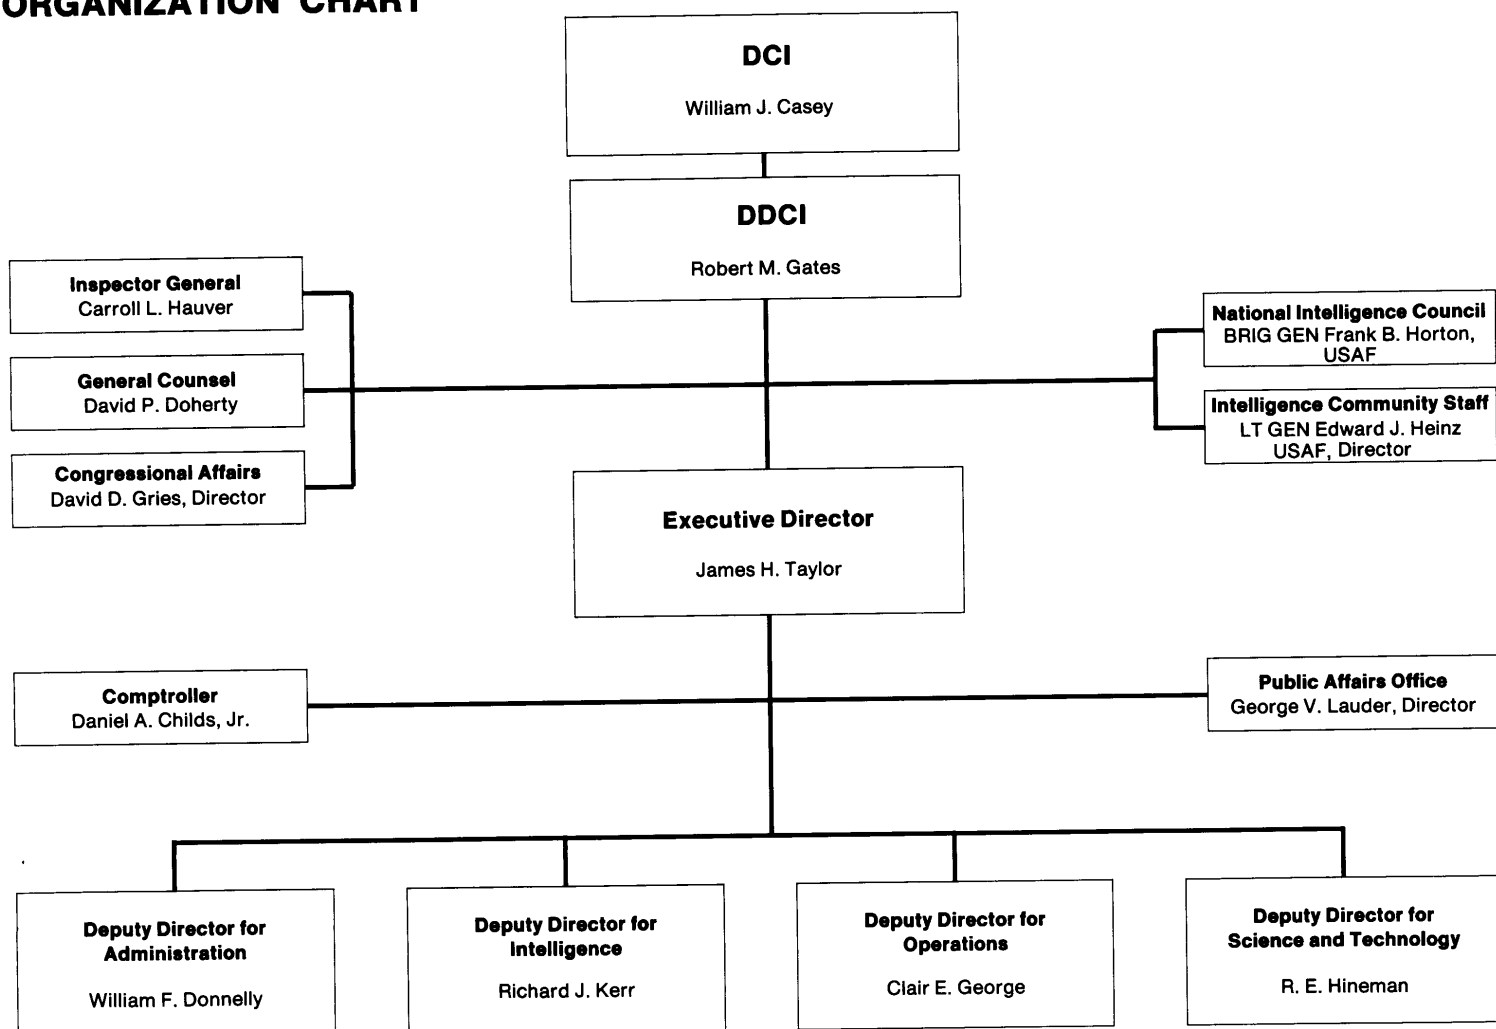 ORGANIZATION CHART
DCI
William J. Casey
DDCI
Robert M. Gates
Inspector General
Carroll L. Hauver
General Counsel
David P. Doherty
Congressional Affairs
David D. Gries, Director
National Intelligence Council
BRIG GEN Frank B. Horton,
USAF
Intelligence Community Staff
LT GEN Edward J. Heinz
USAF, Director
Executive Director
James H. Taylor
Comptroller
Daniel A. Childs, Jr.
Public Affairs Office
George V. Lauder, Director
Deputy Director for
Administration
William F. Donnelly
Deputy Director for
Intelligence
Richard J. Kerr
Deputy Director for
Operations
Clair E. George
Deputy Director for
Science and Technology
R. E. Hineman